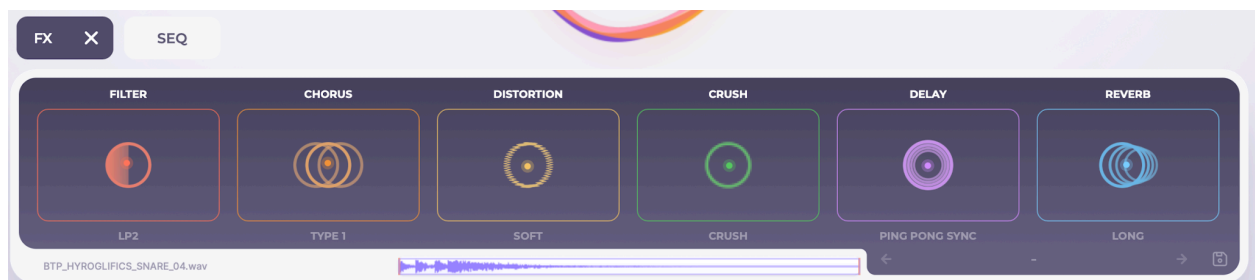 FX SEQ
FILTER CHORUS DISTORTION CRUSH DELAY REVERB
LP2 TYPE 1 SOFT CRUSH PING PONG SYNC LONG
BTP_HYROGLIFICS_SNARE_04.wav -